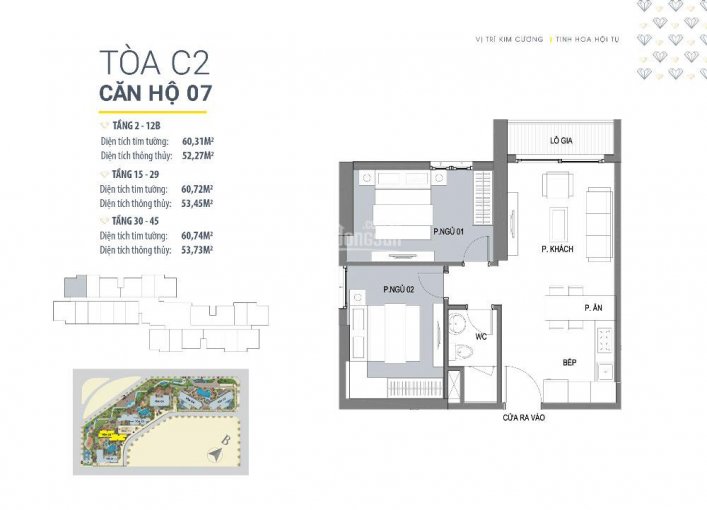 VỊ TRÍ KIM CƯƠNG | TINH HOA HỘI TỤ
TÒA C2
CĂN HỘ 07
TẦNG 2 - 12B
Diện tích tim tường: 60,31M²
Diện tích thông thủy: 52,27M²
TẦNG 15 - 29
Diện tích tim tường: 60,72M²
Diện tích thông thủy: 53,45M²
TẦNG 30 - 45
Diện tích tim tường: 60,74M²
Diện tích thông thủy: 53,73M²
LÔ GIA
P.NGỦ 01
P. KHÁCH
P.NGỦ 02
P. ĂN
WC
BẾP
CỬA RA VÀO
B